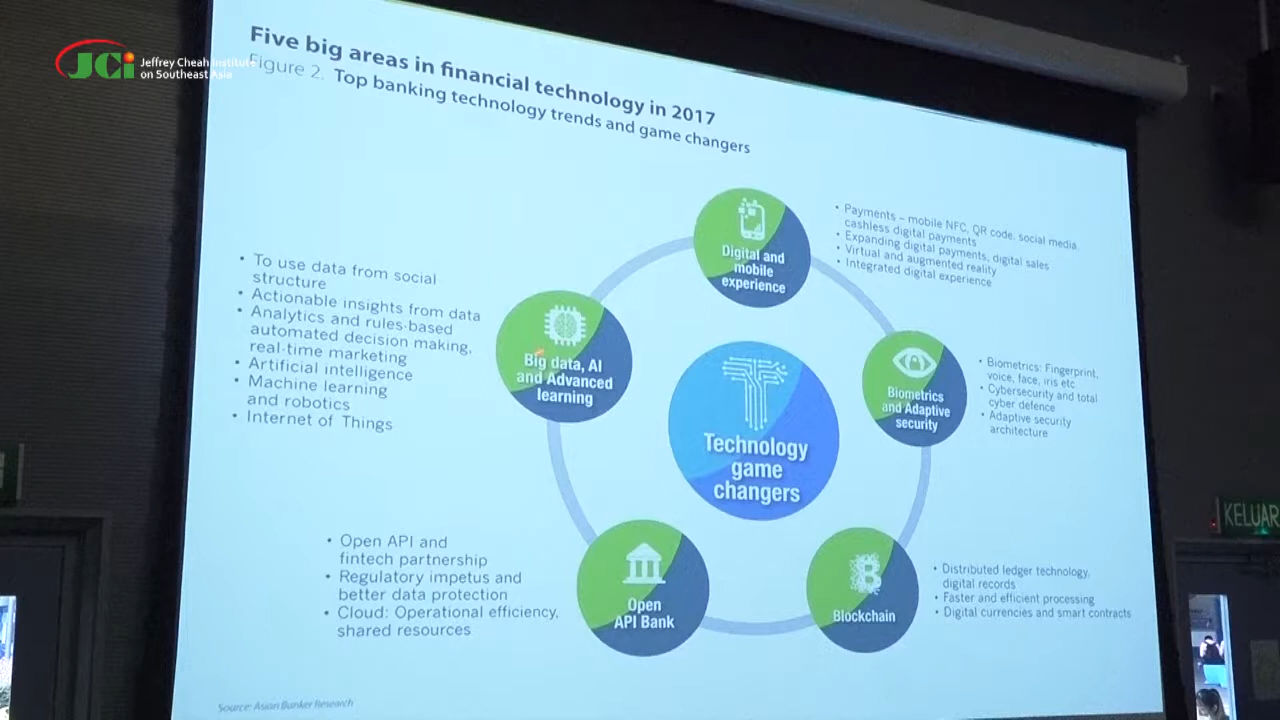 JCi
Jeffrey Cheah Institute
on Southeast Asia
Five big areas in financial technology in 2017
Figure 2. Top banking technology trends and game changers
Digital and
mobile
experience
• Payments – mobile NFC, QR code, social media,
cashless digital payments
• Expanding digital payments, digital sales
• Virtual and augmented reality
• Integrated digital experience
• To use data from social
structure
• Actionable insights from data
• Analytics and rules-based
automated decision making,
real-time marketing
• Artificial intelligence
• Machine learning
and robotics
• Internet of Things
Big data, AI
and Advanced
learning
Technology
game
changers
Biometrics
and Adaptive
security
• Biometrics: Fingerprint,
voice, face, iris etc
• Cybersecurity and total
cyber defence
• Adaptive security
architecture
KELUAR
• Open API and
fintech partnership
• Regulatory impetus and
better data protection
• Cloud: Operational efficiency,
shared resources
Open
API Bank
Blockchain
• Distributed ledger technology,
digital records
• Faster and efficient processing
• Digital currencies and smart contracts
Source: Asian Banker Research